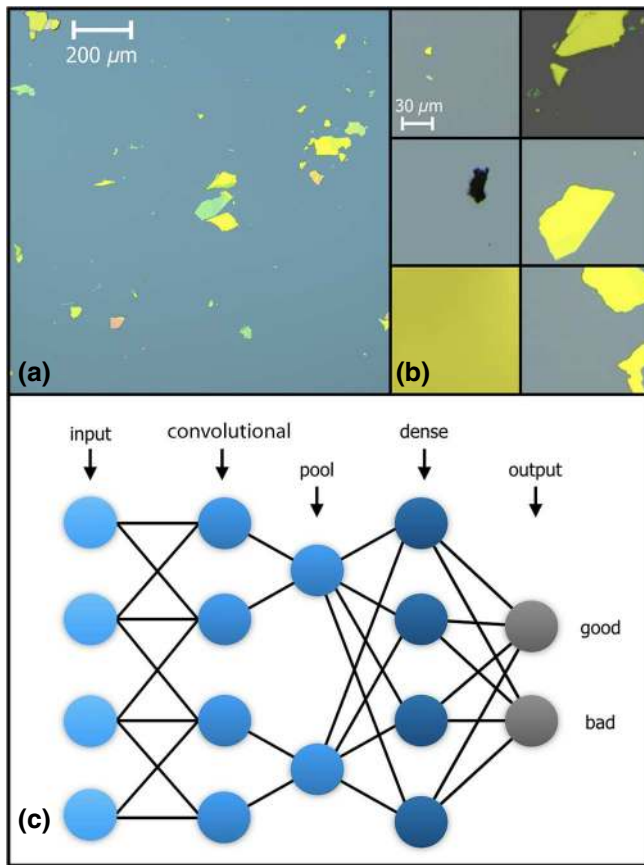 200 μm
30 μm
(a)
(b)
input
convolutional
pool
dense
output
good
bad
(c)